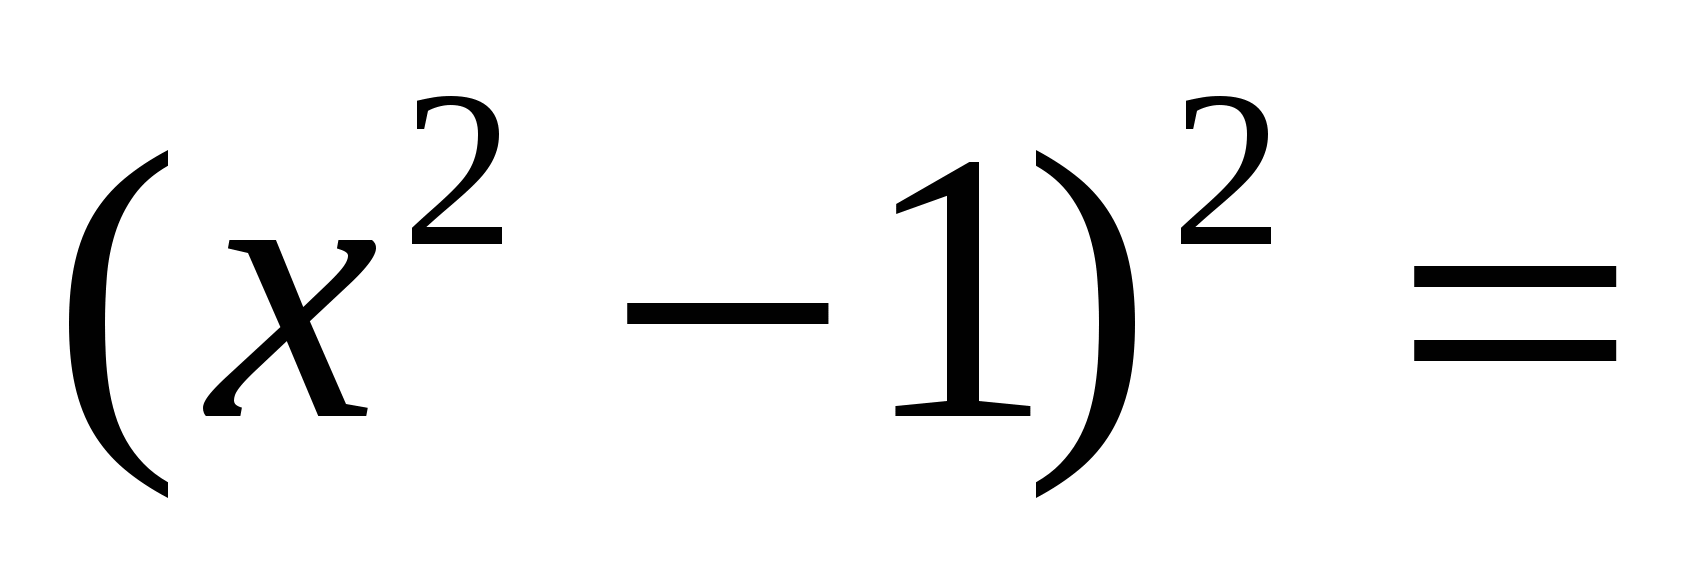 (x² − 1)² =